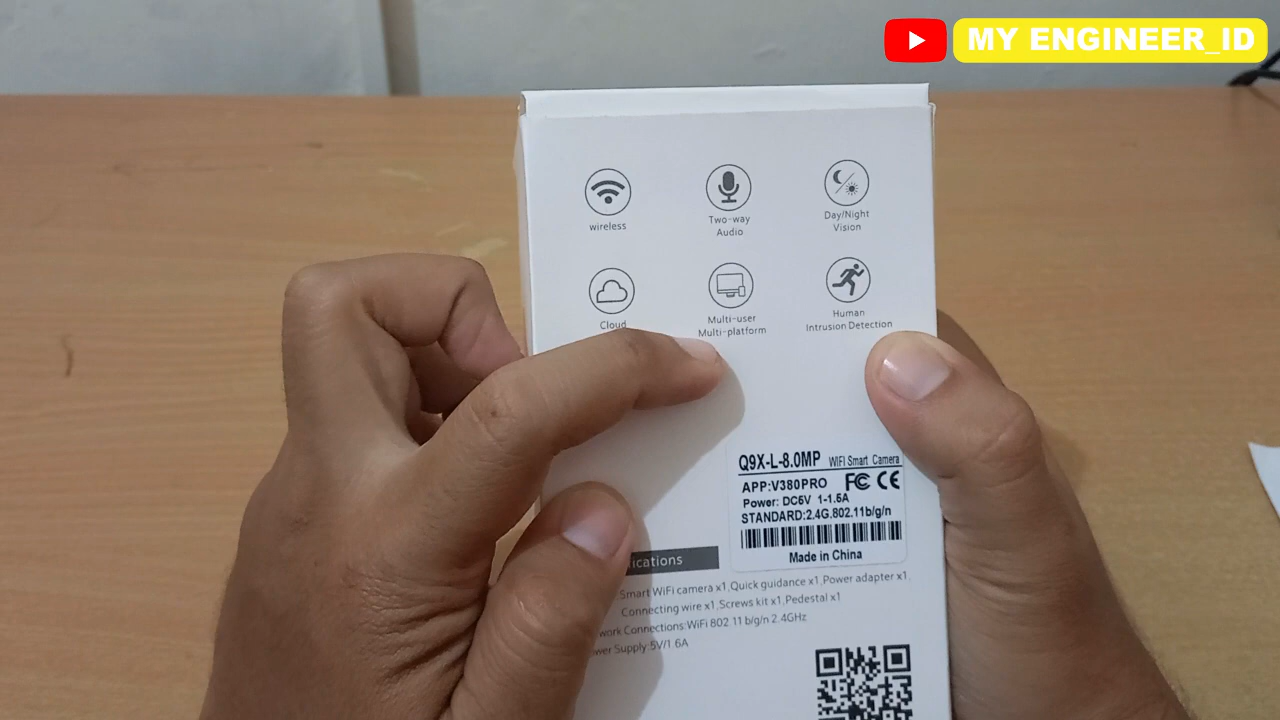 MY ENGINEER_ID
wireless
Two-way
Audio
Day/Night
Vision
Cloud
Multi-user
Multi-platform
Human
Intrusion Detection
Q9X-L-8.0MP WIFI Smart Camera
APP:V380PRO FC CE
Power: DC5V 1-1.5A
STANDARD:2.4G.802.11b/g/n
Made in China
ications
Smart WiFi camera x1,Quick guidance x1,Power adapter x1,
Connecting wire x1,Screws kit x1,Pedestal x1
work Connections:WiFi 802 11 b/g/n 2.4GHz
wer Supply:5V/1 6A